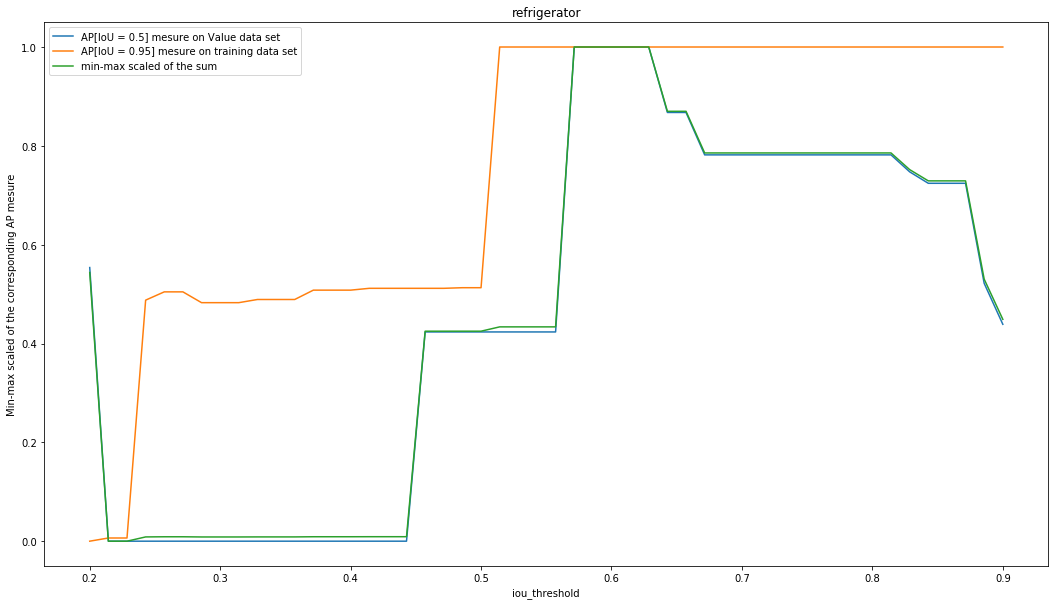 refrigerator
AP[IoU = 0.5] mesure on Value data set
AP[IoU = 0.95] mesure on training data set
min-max scaled of the sum
Min-max scaled of the corresponding AP mesure
1.0
0.8
0.6
0.4
0.2
0.0
0.2 0.3 0.4 0.5 0.6 0.7 0.8 0.9
iou_threshold